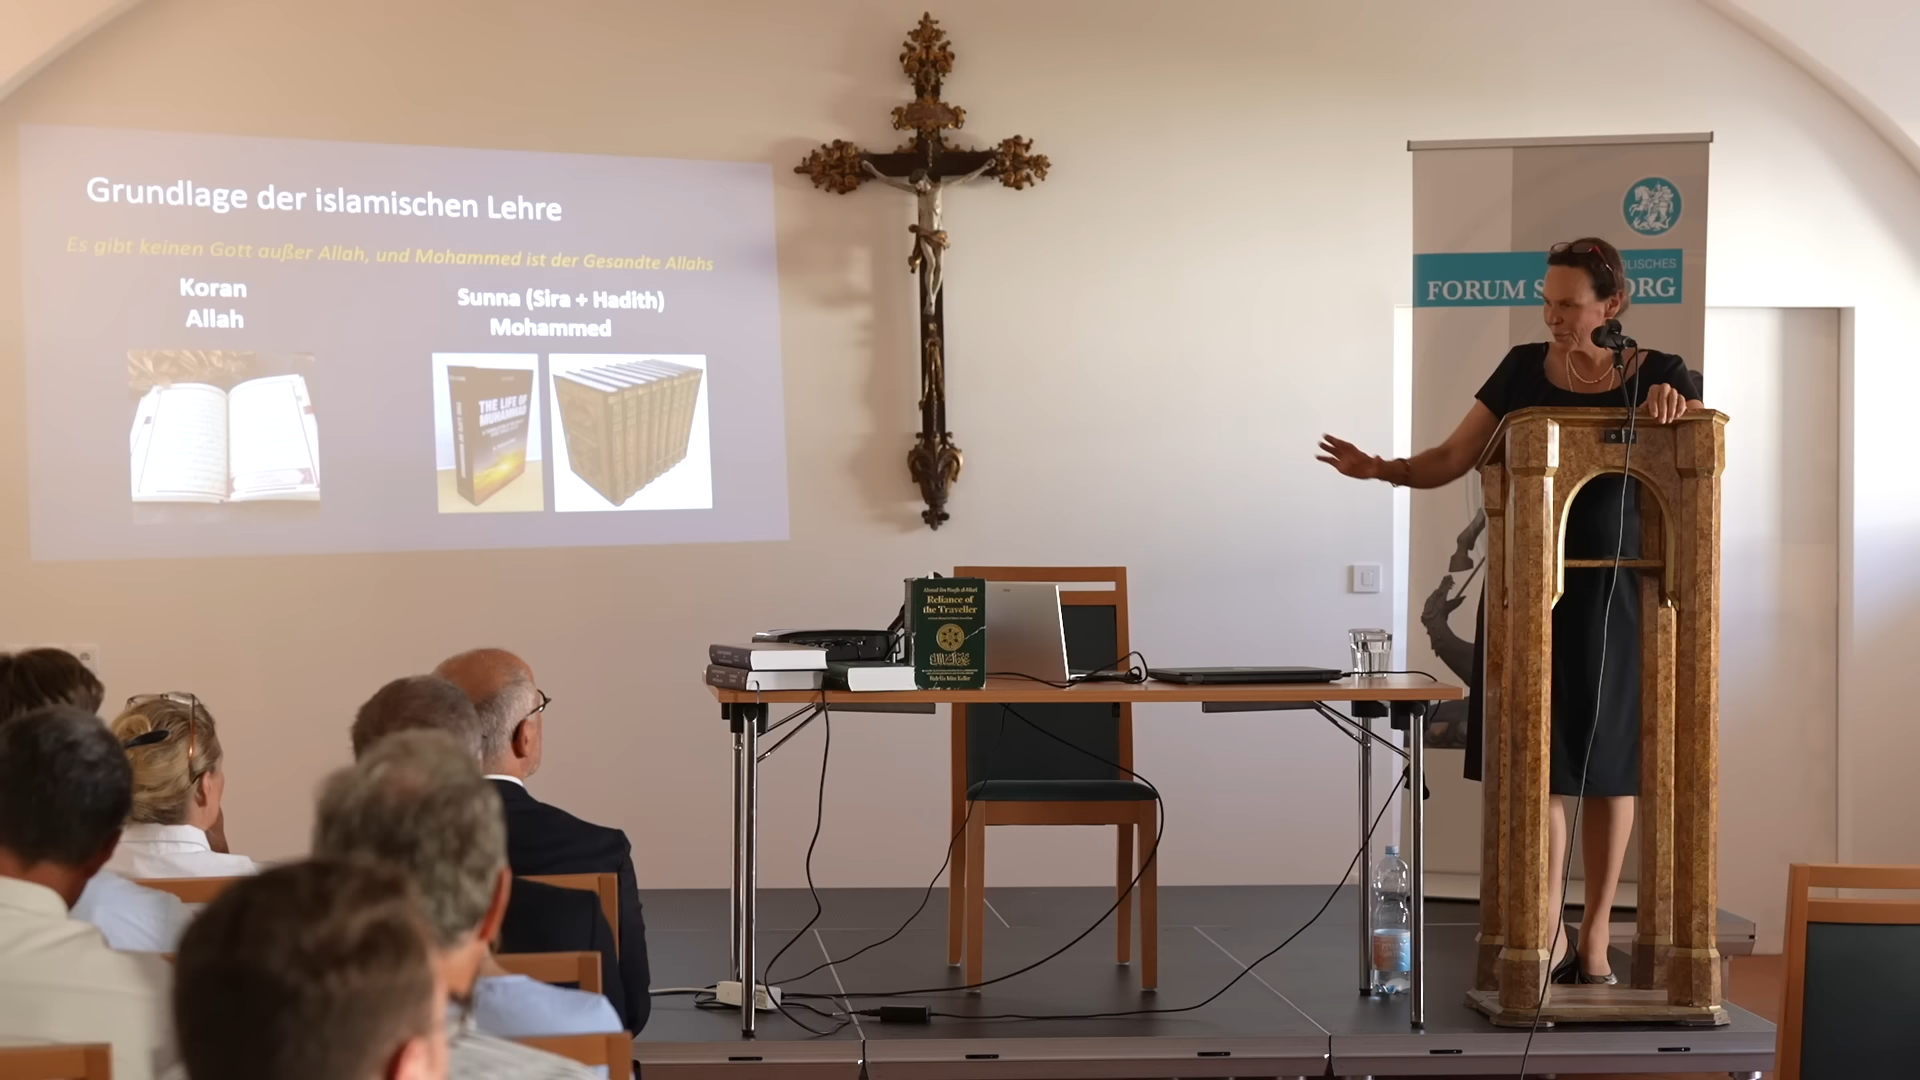 Grundlage der islamischen Lehre
Es gibt keinen Gott außer Allah, und Mohammed ist der Gesandte Allahs
Koran
Allah
Sunna (Sira + Hadith)
Mohammed
THE LIFE OF
MUHAMMAD
OLISCHES
FORUM S ORG
Reliance of
the Traveller